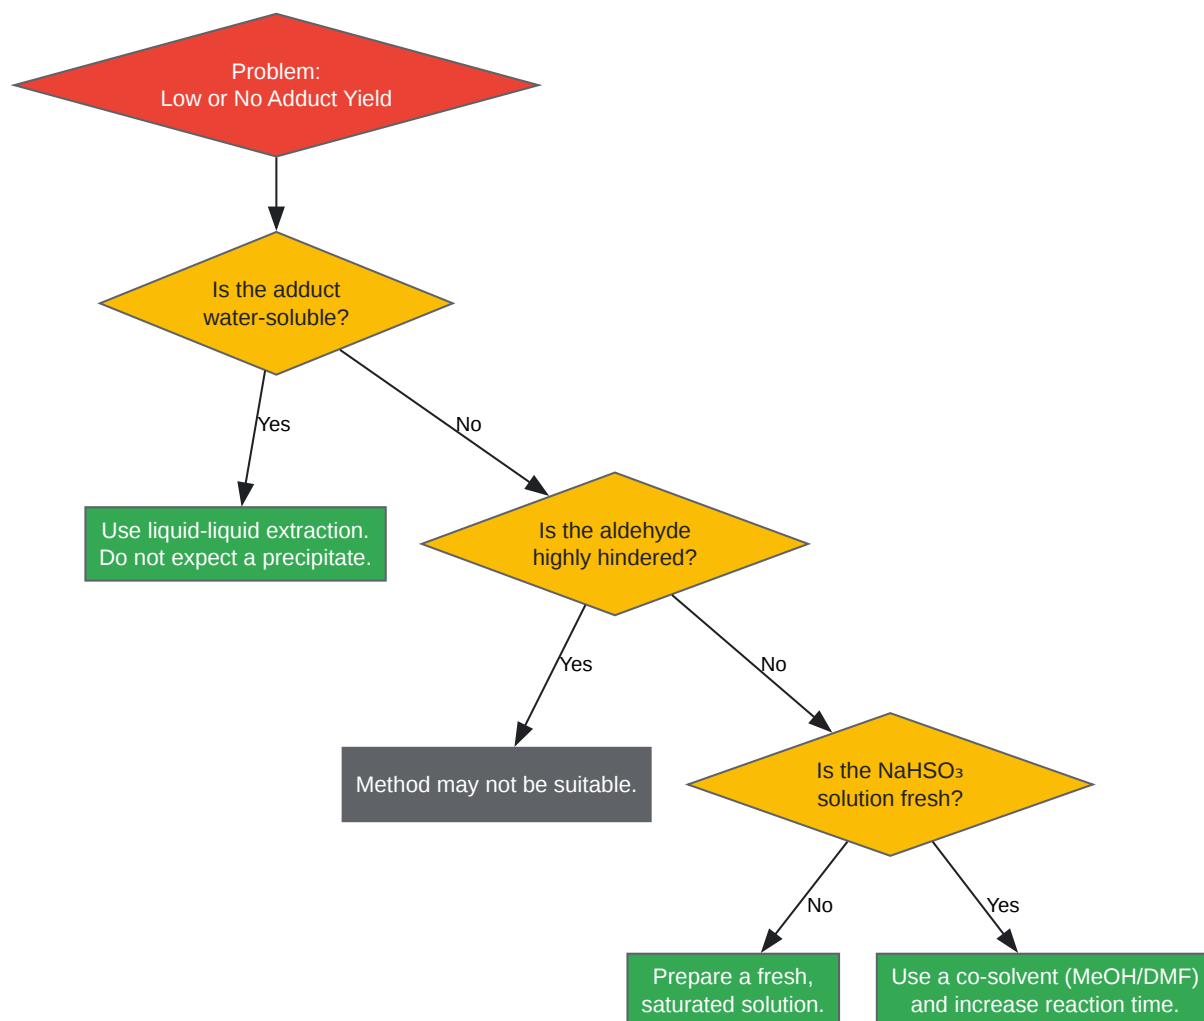 Problem:
Low or No Adduct Yield
Is the adduct
water-soluble?
Yes
No
Use liquid-liquid extraction.
Do not expect a precipitate.
Is the aldehyde
highly hindered?
Yes
No
Method may not be suitable.
Is the NaHSO₃
solution fresh?
No
Yes
Prepare a fresh,
saturated solution.
Use a co-solvent (MeOH/DMF)
and increase reaction time.